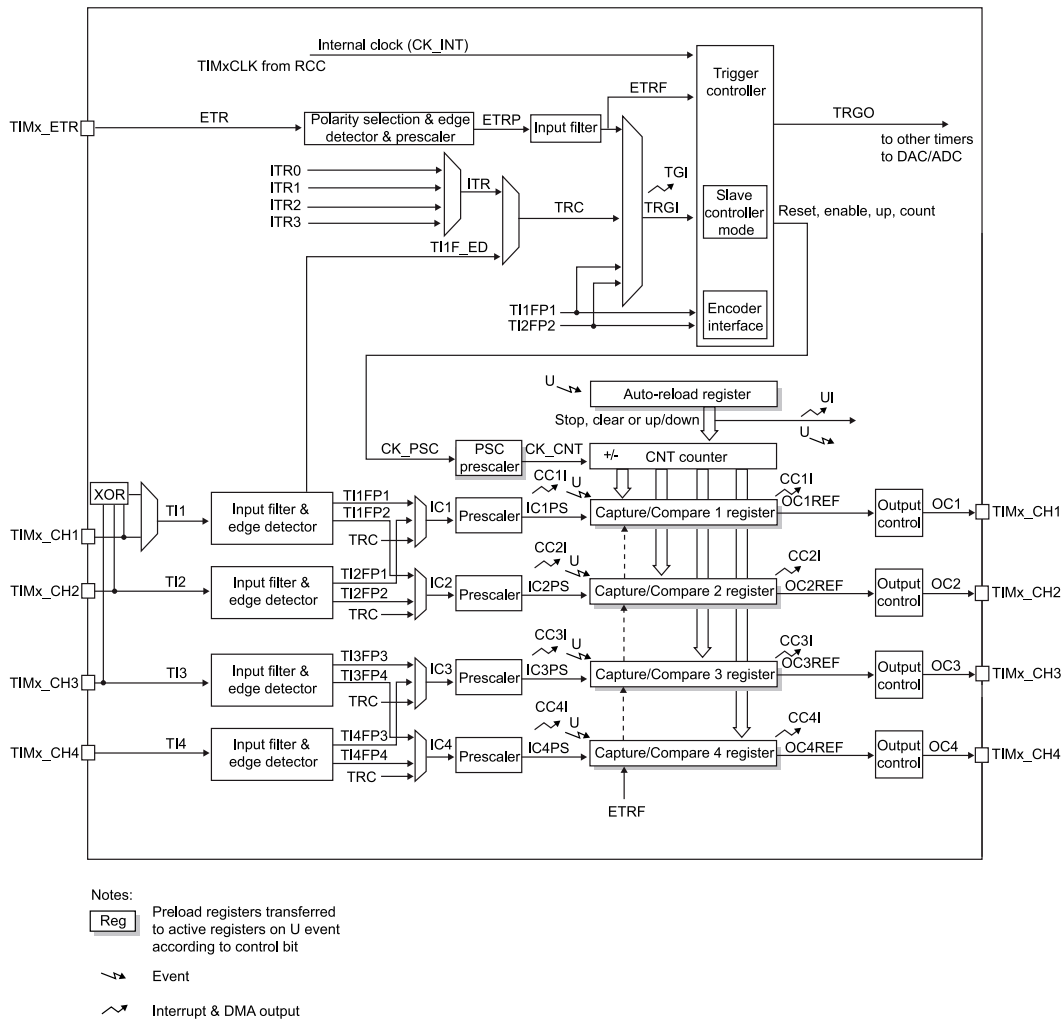 Internal clock (CK_INT)
TIMxCLK from RCC
Trigger
controller
ETRF
TRGO
to other timers
to DAC/ADC
TIMx_ETR
ETR
Polarity selection & edge
detector & prescaler
ETRP
Input filter
ITR0
ITR1
ITR2
ITR3
ITR
TRC
TGI
TRGI
Slave
controller
mode
Reset, enable, up, count
TI1F_ED
TI1FP1
TI2FP2
Encoder
interface
U
Auto-reload register
UI
Stop, clear or up/down
U
CK_PSC
PSC
prescaler
CK_CNT
+/-
CNT counter
XOR
TIMx_CH1
TI1
Input filter &
edge detector
TI1FP1
TI1FP2
TRC
IC1
Prescaler
CC1I
U
IC1PS
Capture/Compare 1 register
CC1I
OC1REF
Output
control
OC1
TIMx_CH1
TIMx_CH2
TI2
Input filter &
edge detector
TI2FP1
TI2FP2
TRC
IC2
Prescaler
CC2I
U
IC2PS
Capture/Compare 2 register
CC2I
OC2REF
Output
control
OC2
TIMx_CH2
TIMx_CH3
TI3
Input filter &
edge detector
TI3FP3
TI3FP4
TRC
IC3
Prescaler
CC3I
U
IC3PS
Capture/Compare 3 register
CC3I
OC3REF
Output
control
OC3
TIMx_CH3
TIMx_CH4
TI4
Input filter &
edge detector
TI4FP3
TI4FP4
TRC
IC4
Prescaler
CC4I
U
IC4PS
Capture/Compare 4 register
CC4I
OC4REF
Output
control
OC4
TIMx_CH4
ETRF
Notes:
Reg
Preload registers transferred
to active registers on U event
according to control bit
Event
Interrupt & DMA output